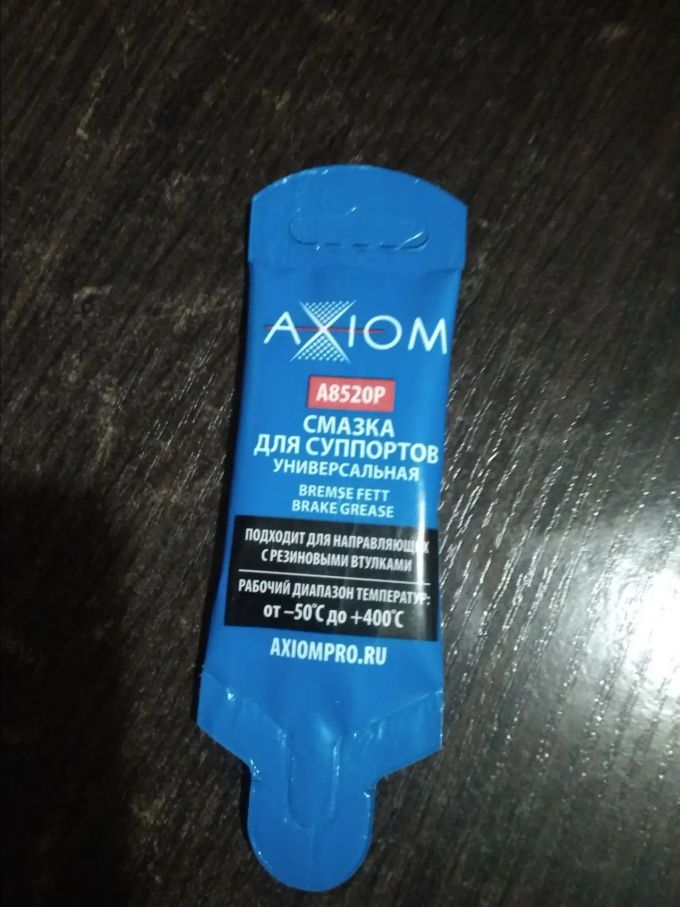 AXIOM
A8520P
СМАЗКА
ДЛЯ СУППОРТОВ
УНИВЕРСАЛЬНАЯ
BREMSE FETT
BRAKE GREASE
ПОДХОДИТ ДЛЯ НАПРАВЛЯЮЩИХ
С РЕЗИНОВЫМИ ВТУЛКАМИ
РАБОЧИЙ ДИАПАЗОН ТЕМПЕРАТУР:
от –50°C до +400°C
AXIOMPRO.RU